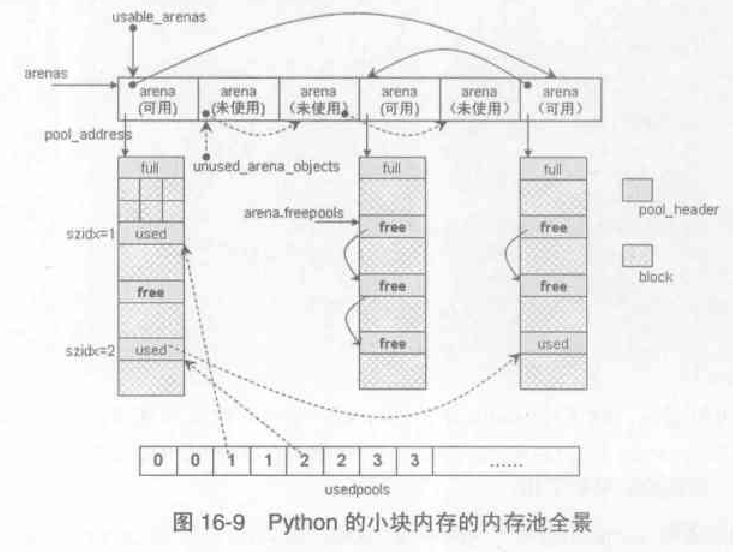 usable_arenas
arenas
arena
(可用)
arena
(未使用)
arena
(未使用)
arena
(可用)
arena
(未使用)
arena
(可用)
pool_address
unused_arena_objects
full
full
full
pool_header
arena.freepools
szidx=1
used
free
free
block
free
free
free
szidx=2
used
free
used
0 0 1 1 2 2 3 3 ......
usedpools
图 16-9 Python 的小块内存的内存池全景